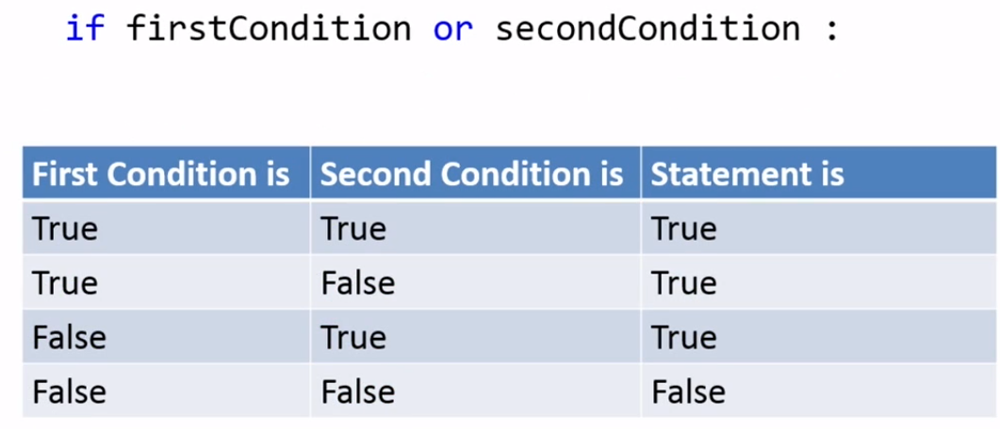 if firstCondition or secondCondition :
First Condition is Second Condition is Statement is
True True True
True False True
False True True
False False False